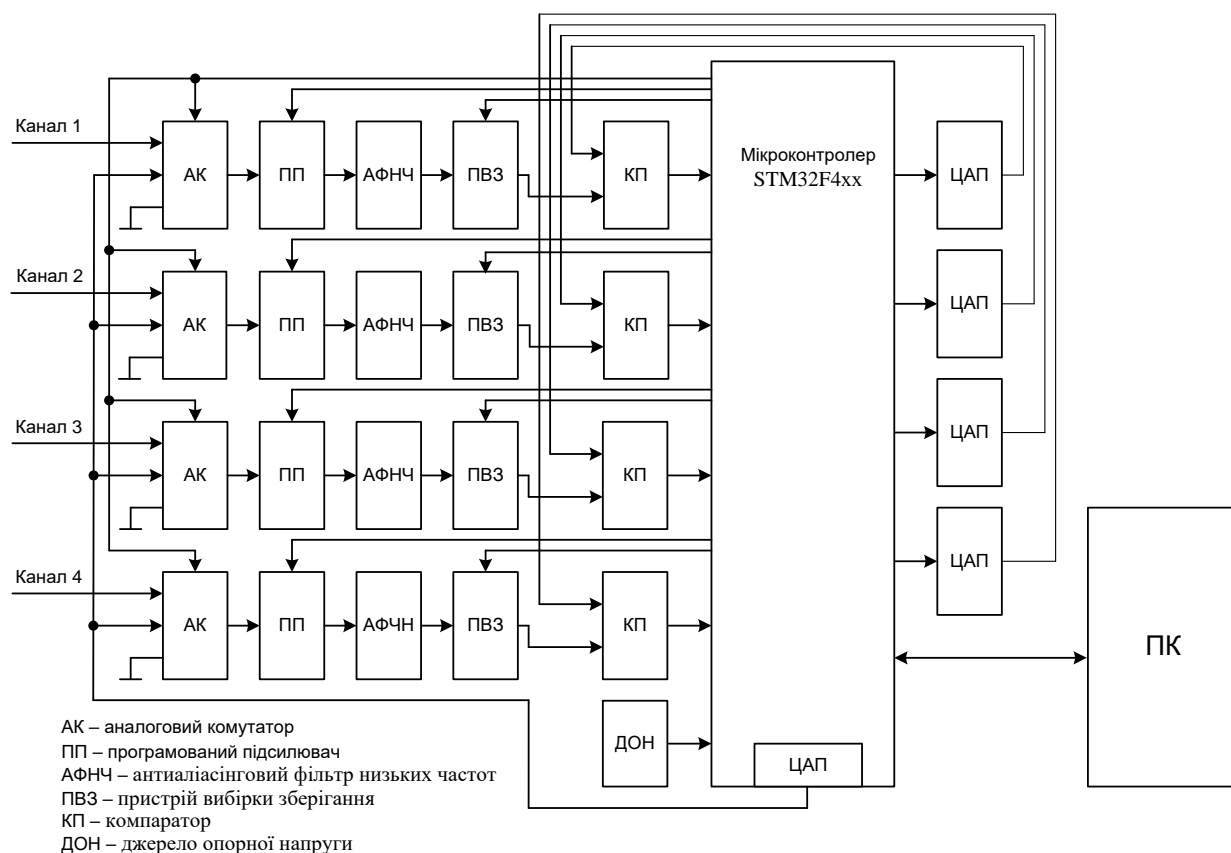 Канал 1
АК
ПП
АФНЧ
ПВЗ
КП
Мікроконтролер
STM32F4xx
ЦАП
Канал 2
АК
ПП
АФНЧ
ПВЗ
КП
ЦАП
Канал 3
АК
ПП
АФНЧ
ПВЗ
КП
ЦАП
Канал 4
АК
ПП
АФЧН
ПВЗ
КП
ЦАП
ПК
ДОН
ЦАП
АК – аналоговий комутатор
ПП – програмований підсилювач
АФНЧ – антиаліасінговий фільтр низьких частот
ПВЗ – пристрій вибірки зберігання
КП – компаратор
ДОН – джерело опорної напруги